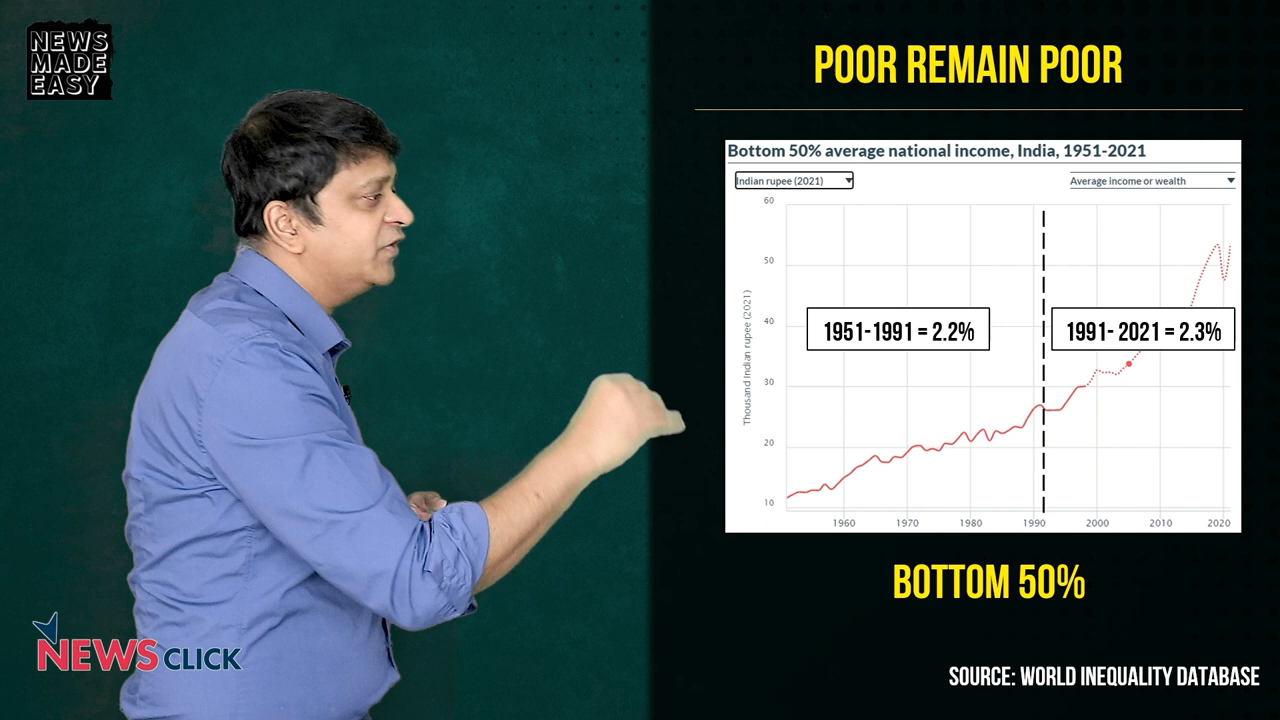 NEWS
MADE
EASY
POOR REMAIN POOR
Bottom 50% average national income, India, 1951-2021
Indian rupee (2021)
Average income or wealth
60
50
40
30
20
10
Thousand Indian rupee (2021)
1951-1991 = 2.2%
1991- 2021 = 2.3%
1960 1970 1980 1990 2000 2010 2020
BOTTOM 50%
NEWSCLICK
SOURCE: WORLD INEQUALITY DATABASE